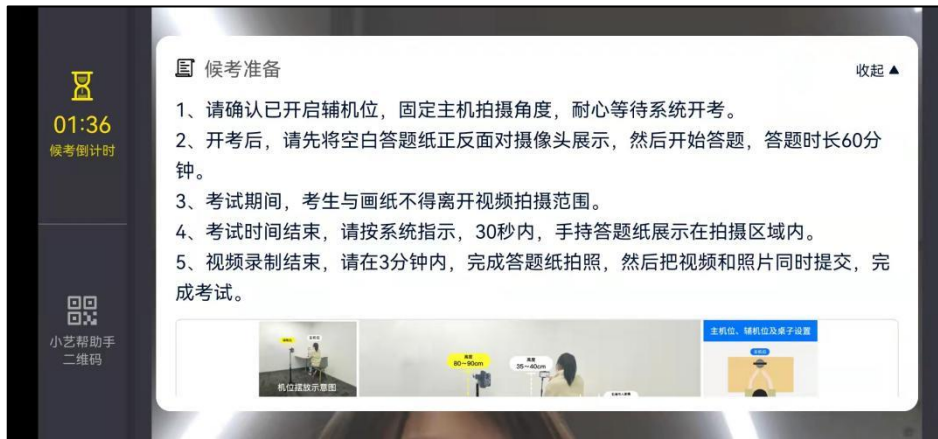 01:36
候考倒计时
小艺帮助手
二维码
候考准备
收起▲
1、请确认已开启辅机位，固定主机拍摄角度，耐心等待系统开考。
2、开考后，请先将空白答题纸正反面对摄像头展示，然后开始答题，答题时长60分
钟。
3、考试期间，考生与画纸不得离开视频拍摄范围。
4、考试时间结束，请按系统指示，30秒内，手持答题纸展示在拍摄区域内。
5、视频录制结束，请在3分钟内，完成答题纸拍照，然后把视频和照片同时提交，完
成考试。
机位摆放示意图
高度
80~90cm
高度
35~40cm
主机位、辅机位及桌子设置